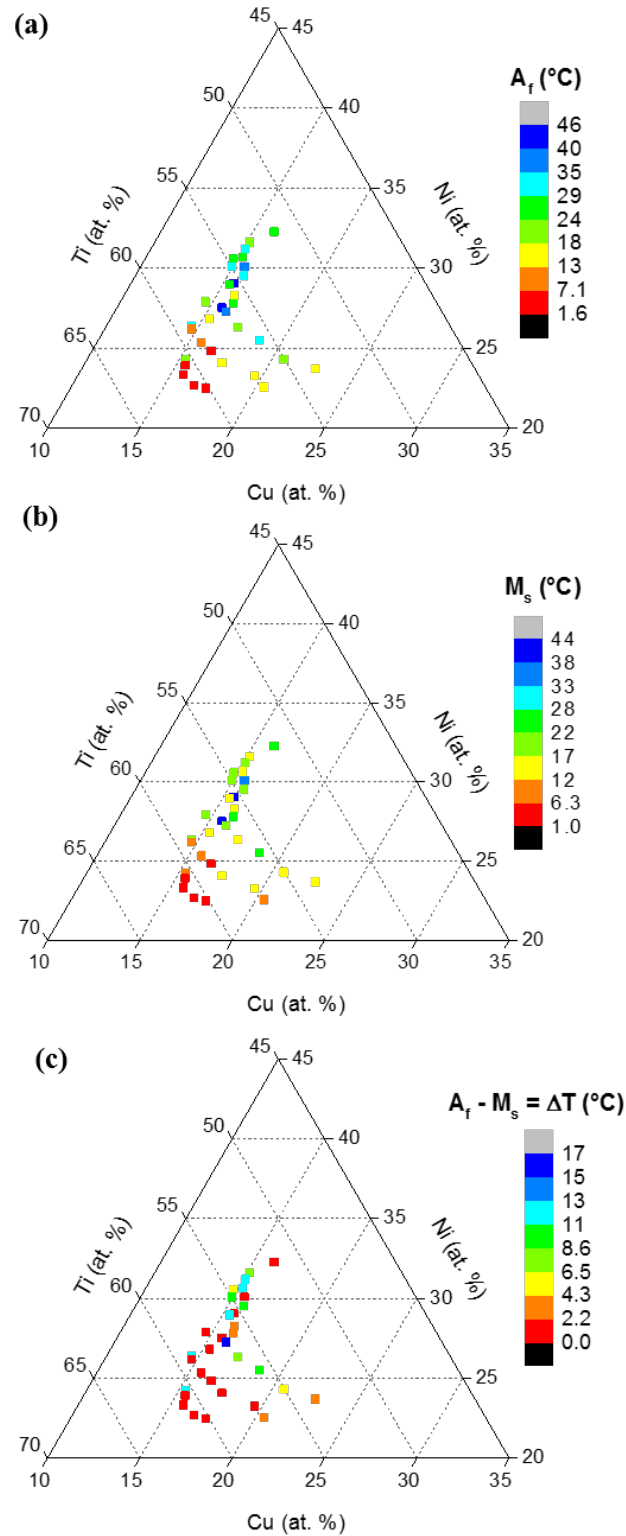 (a)
45 45
A_f (°C)
50 40
46
40
35
29
24
18
13
7.1
1.6
55 35
Ti (at. %)
Ni (at. %)
60 30
65 25
70 20
10 15 20 25 30 35
Cu (at. %)
(b)
45 45
M_s (°C)
50 40
44
38
33
28
22
17
12
6.3
1.0
55 35
Ti (at. %)
Ni (at. %)
60 30
65 25
70 20
10 15 20 25 30 35
Cu (at. %)
(c)
45 45
A_f - M_s = ΔT (°C)
50 40
17
15
13
11
8.6
6.5
4.3
2.2
0.0
55 35
Ti (at. %)
Ni (at. %)
60 30
65 25
70 20
10 15 20 25 30 35
Cu (at. %)